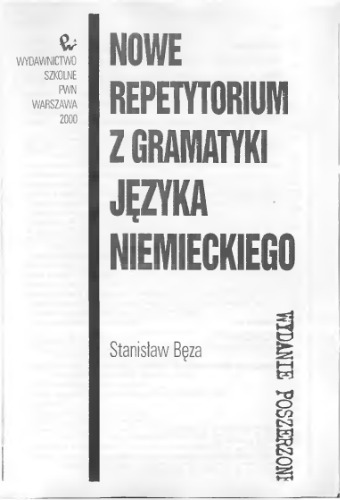 WYDAWNICTWO
SZKOLNE
PWN
WARSZAWA
2000
NOWE
REPETYTORIUM
Z GRAMATYKI
JĘZYKA
NIEMIECKIEGO
Stanisław Bęza
WYDANIE POSZERZONE